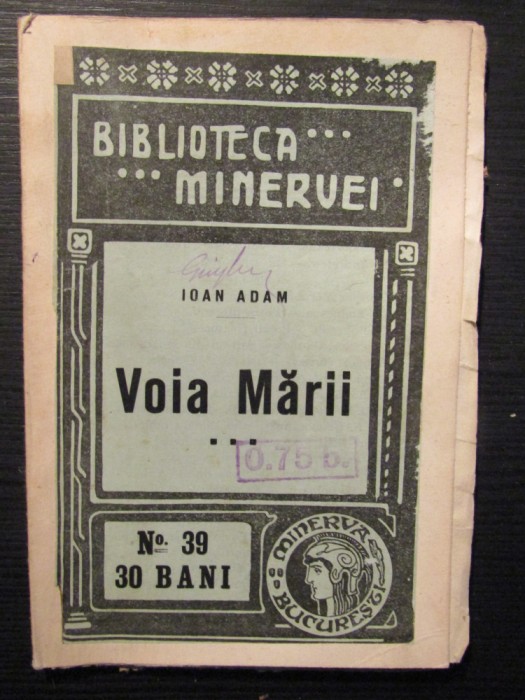 BIBLIOTECA
MINERVEI
IOAN ADAM
Voia Mării
0.75 b.
No. 39
30 BANI
MINERVA
BUCUREȘTI